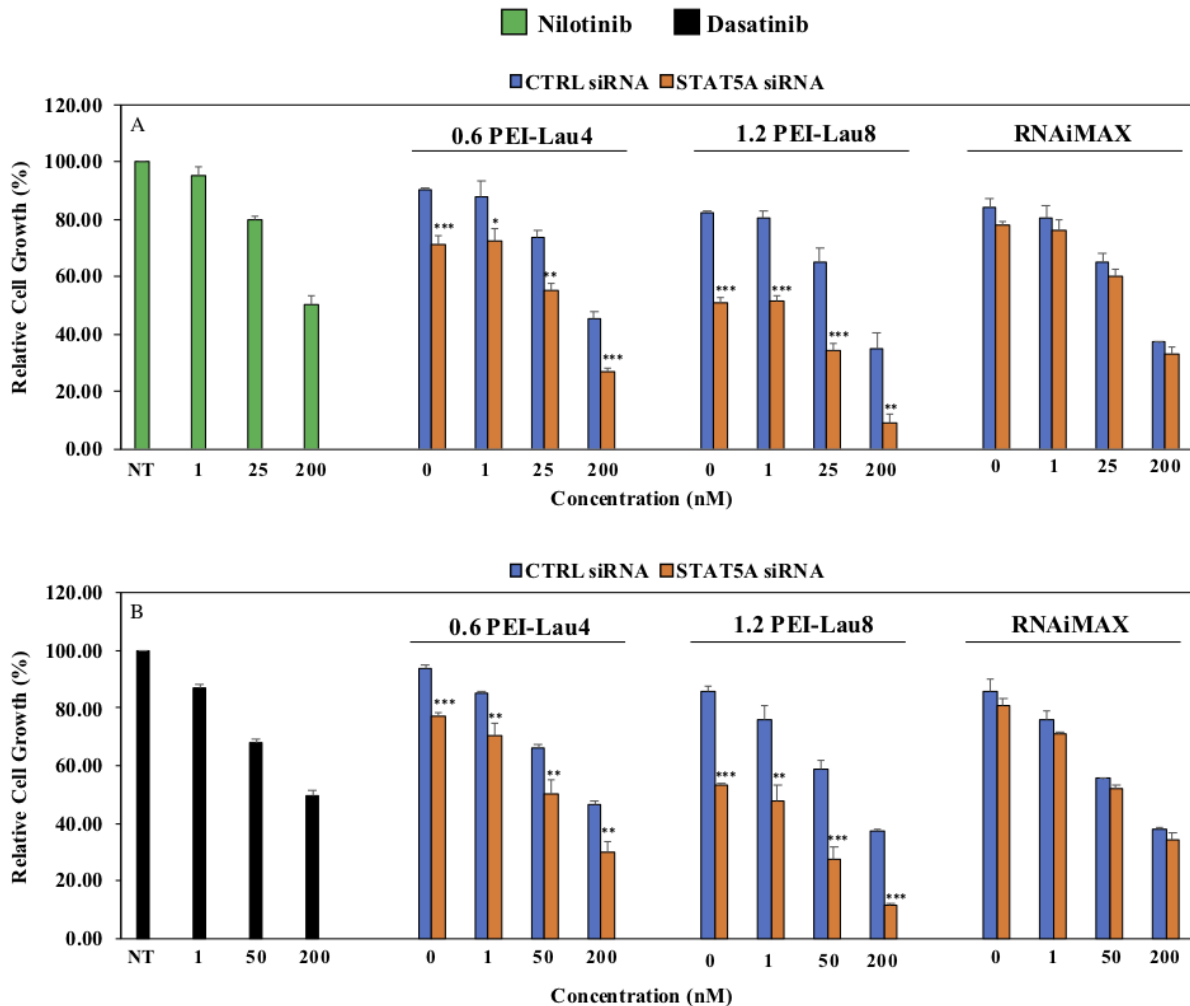 Nilotinib Dasatinib
CTRL siRNA STAT5A siRNA
A
0.6 PEI-Lau4 1.2 PEI-Lau8 RNAiMAX
Relative Cell Growth (%)
120.00
100.00
80.00
60.00
40.00
20.00
0.00
*** * ** ***
*** *** *** **
NT 1 25 200 0 1 25 200 0 1 25 200 0 1 25 200
Concentration (nM)
CTRL siRNA STAT5A siRNA
B
0.6 PEI-Lau4 1.2 PEI-Lau8 RNAiMAX
Relative Cell Growth (%)
120.00
100.00
80.00
60.00
40.00
20.00
0.00
*** ** ** **
*** ** *** ***
NT 1 50 200 0 1 50 200 0 1 50 200 0 1 50 200
Concentration (nM)